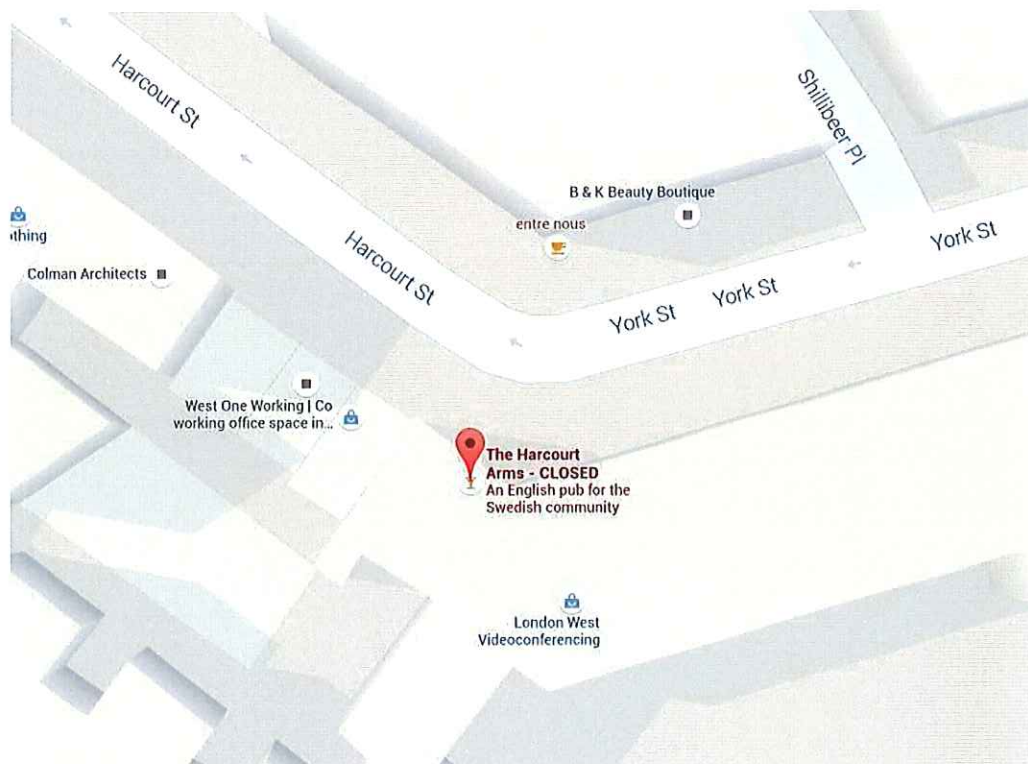 Harcourt St
Shillibeer Pl
B & K Beauty Boutique
entre nous
York St
Harcourt St
York St
York St
thing
Colman Architects
West One Working | Co
working office space in...
The Harcourt
Arms - CLOSED
An English pub for the
Swedish community
London West
Videoconferencing